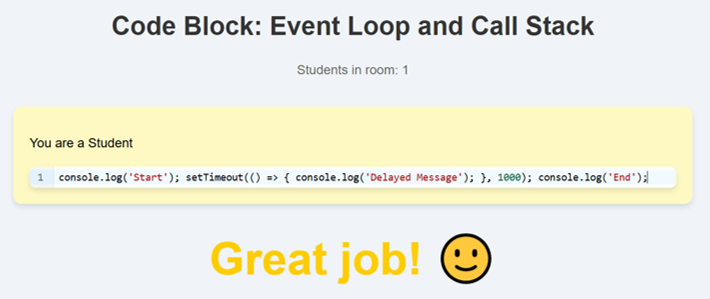 Code Block: Event Loop and Call Stack
Students in room: 1
You are a Student
1 console.log('Start'); setTimeout(() => { console.log('Delayed Message'); }, 1000); console.log('End');
Great job! 🙂